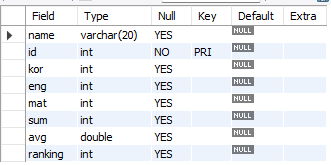 Field Type Null Key Default Extra
name varchar(20) YES NULL
id int NO PRI NULL
kor int YES NULL
eng int YES NULL
mat int YES NULL
sum int YES NULL
avg double YES NULL
ranking int YES NULL